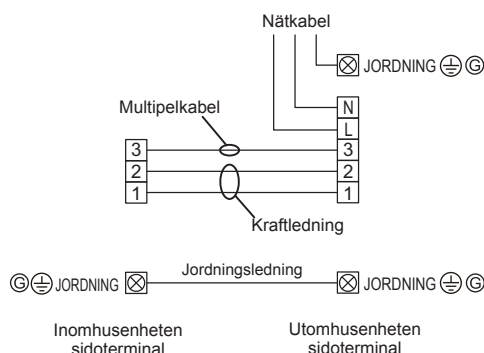 Nätkabel
JORDNING G
N
L
Multipelkabel
3 3
2 2
1 1
Kraftledning
Jordningsledning
G JORDNING JORDNING G
Inomhusenheten
sidoterminal
Utomhusenheten
sidoterminal